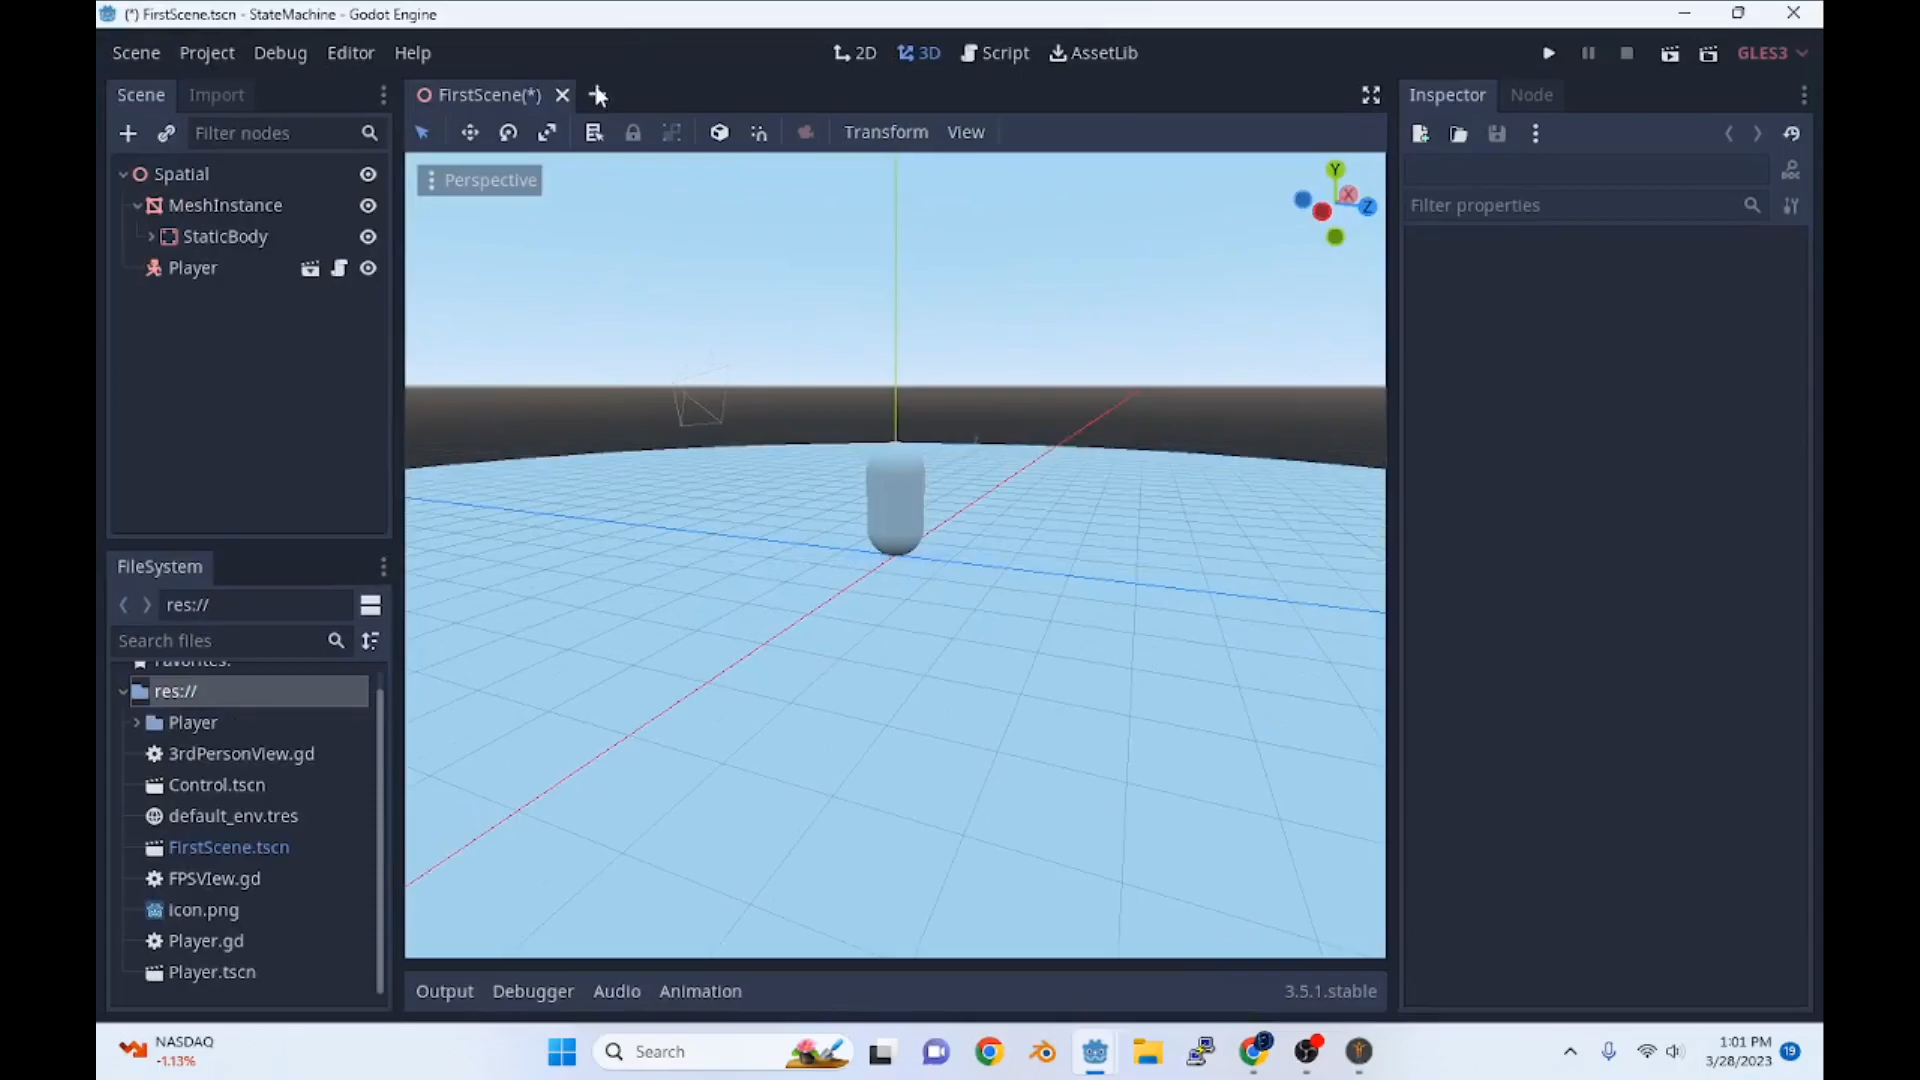 (*) FirstScene.tscn - StateMachine - Godot Engine
Scene Project Debug Editor Help
2D 3D Script AssetLib
GLES3
Scene Import
FirstScene(*)
Inspector Node
Filter nodes
Transform View
Spatial
MeshInstance
StaticBody
Player
Perspective
Y
X
Z
DOC
Filter properties
FileSystem
res://
Search files
Favorites:
res://
Player
3rdPersonView.gd
Control.tscn
default_env.tres
FirstScene.tscn
FPSVIew.gd
icon.png
Player.gd
Player.tscn
Output Debugger Audio Animation
3.5.1.stable
NASDAQ
-1.13%
Search
1:01 PM
3/28/2023
19